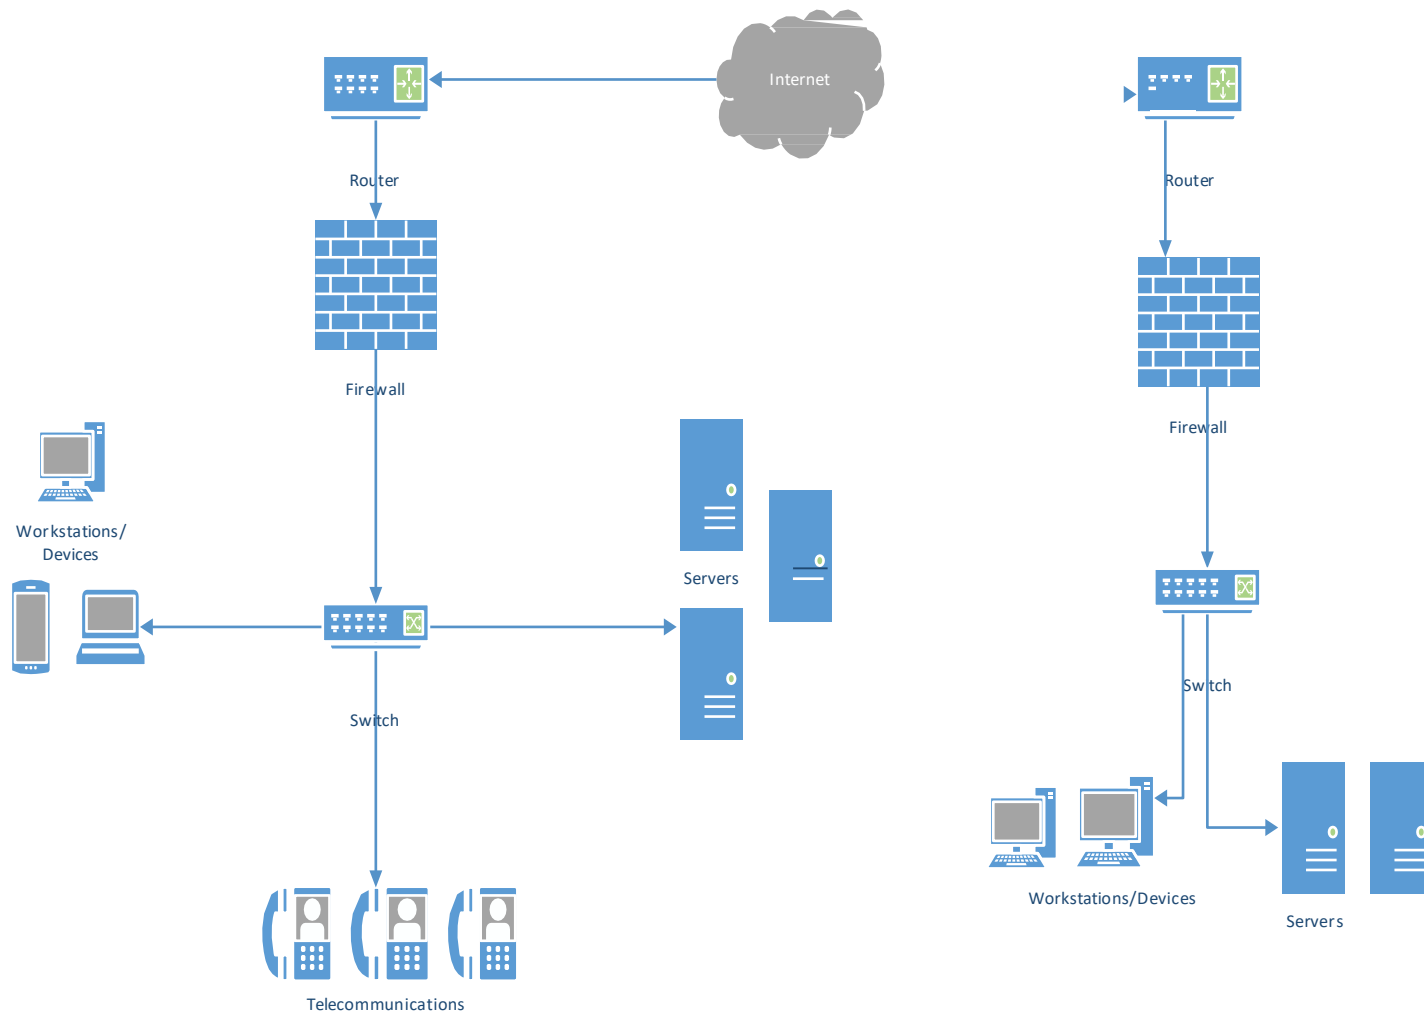 Internet
Router
Router
Firewall
Firewall
Workstations/
Devices
Servers
Switch
Switch
Workstations/Devices
Servers
Telecommunications